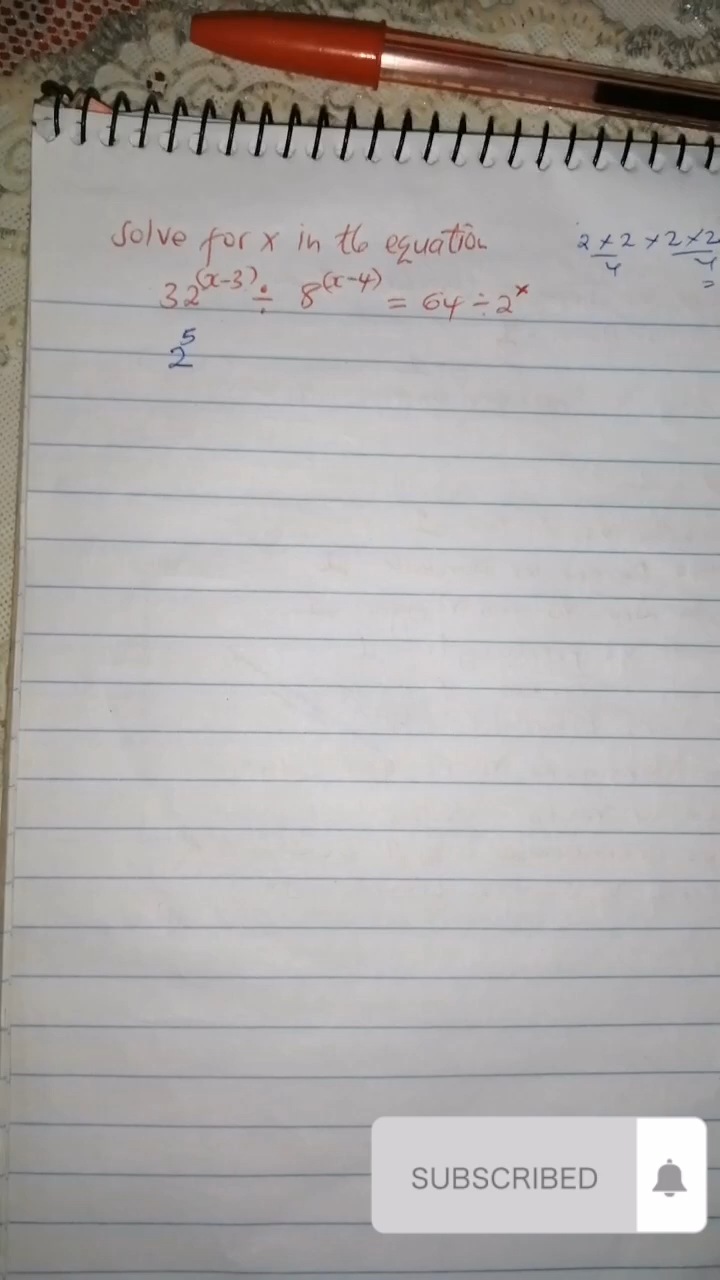 solve for x in the equation
32^(x-3) ÷ 8^(x-4) = 64 ÷ 2^x
2^5
2 × 2 × 2 × 2
4 4
=
SUBSCRIBED